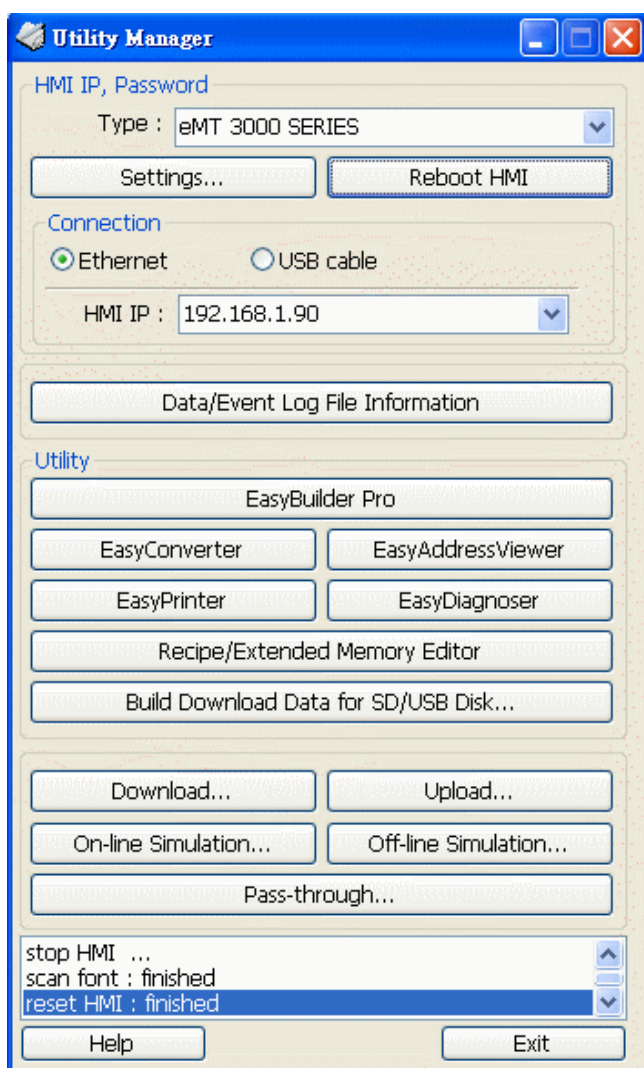 Utility Manager
HMI IP, Password
Type : eMT 3000 SERIES
Settings... Reboot HMI
Connection
Ethernet USB cable
HMI IP : 192.168.1.90
Data/Event Log File Information
Utility
EasyBuilder Pro
EasyConverter EasyAddressViewer
EasyPrinter EasyDiagnoser
Recipe/Extended Memory Editor
Build Download Data for SD/USB Disk...
Download... Upload...
On-line Simulation... Off-line Simulation...
Pass-through...
stop HMI ...
scan font : finished
reset HMI : finished
Help Exit